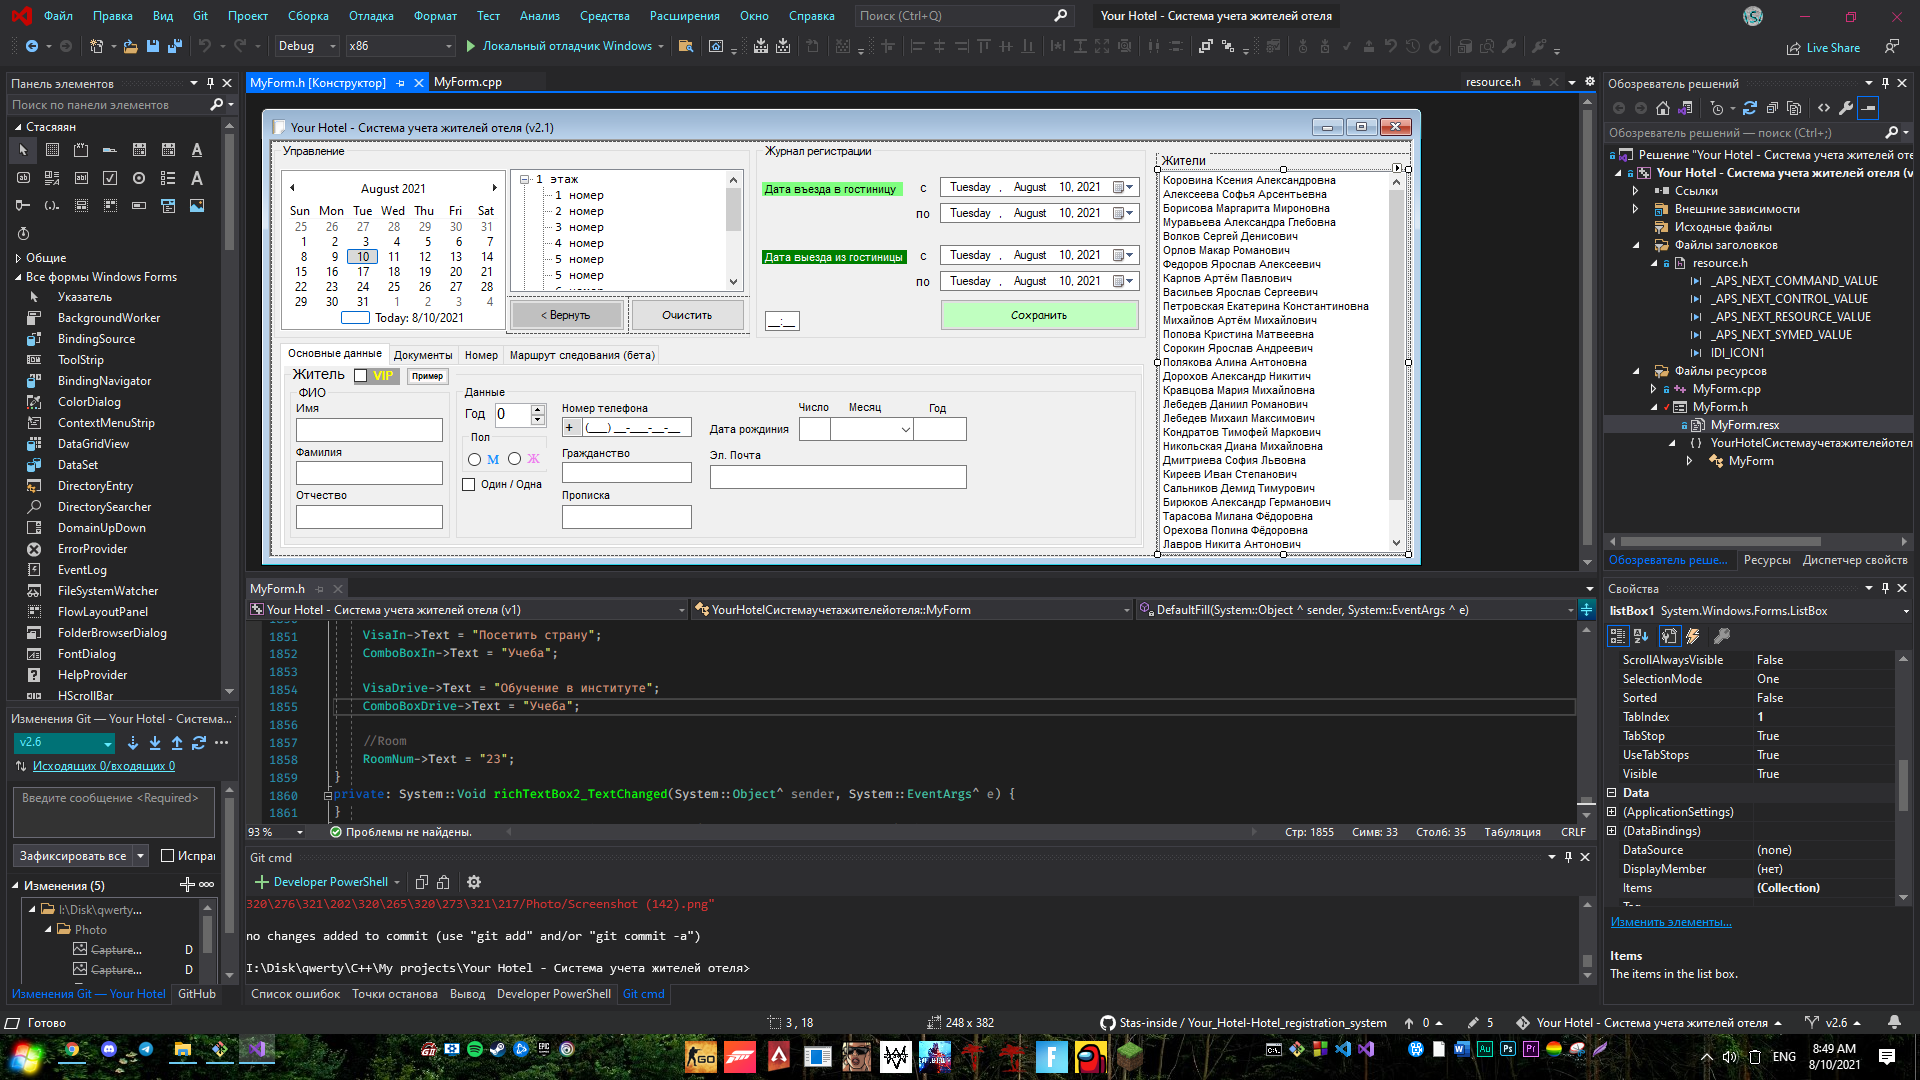 Файл Правка Вид Git Проект Сборка Отладка Формат Тест Анализ Средства Расширения Окно Справка Поиск (Ctrl+Q) Your Hotel - Система учета жителей отеля
Debug x86 Локальный отладчик Windows Live Share
Панель элементов
Поиск по панели элементов
Стасяян
Общие
Все формы Windows Forms
Указатель
BackgroundWorker
BindingSource
ToolStrip
BindingNavigator
ColorDialog
ContextMenuStrip
DataGridView
DataSet
DirectoryEntry
DirectorySearcher
DomainUpDown
ErrorProvider
EventLog
FileSystemWatcher
FlowLayoutPanel
FolderBrowserDialog
FontDialog
HelpProvider
HScrollBar
Изменения Git — Your Hotel - Система...
v2.6
Исходящих 0/входящих 0
Введите сообщение <Required>
Зафиксировать все Испра
Изменения (5)
I:\Disk\qwerty...
Photo
Capture... D
Capture... D
Изменения Git — Your Hotel GitHub
MyForm.h [Конструктор] MyForm.cpp resource.h
Your Hotel - Система учета жителей отеля (v2.1)
Управление
August 2021
Sun Mon Tue Wed Thu Fri Sat
25 26 27 28 29 30 31
1 2 3 4 5 6 7
8 9 10 11 12 13 14
15 16 17 18 19 20 21
22 23 24 25 26 27 28
29 30 31 1 2 3 4
Today: 8/10/2021
1 этаж
1 номер
2 номер
3 номер
4 номер
5 номер
5 номер
< Вернуть Очистить
Журнал регистрации
Дата въезда в гостиницу с Tuesday , August 10, 2021
по Tuesday , August 10, 2021
Дата выезда из гостиницы с Tuesday , August 10, 2021
по Tuesday , August 10, 2021
__:__ Сохранить
Основные данные Документы Номер Маршрут следования (бета)
Житель VIP Пример
ФИО
Имя
Фамилия
Отчество
Данные
Год 0
Пол
М Ж
Один / Одна
Номер телефона
+ (___) __-___-__-__
Гражданство
Прописка
Число Месяц Год
Дата рождиния
Эл. Почта
Жители
Коровина Ксения Александровна
Алексеева Софья Арсентьевна
Борисова Маргарита Мироновна
Муравьева Александра Глебовна
Волков Сергей Денисович
Орлов Макар Романович
Федоров Ярослав Алексеевич
Карпов Артём Павлович
Васильев Ярослав Сергеевич
Петровская Екатерина Константиновна
Михайлов Артём Михайлович
Попова Кристина Матвеевна
Сорокин Ярослав Андреевич
Полякова Алина Антоновна
Дорохов Александр Никитич
Кравцова Мария Михайловна
Лебедев Даниил Романович
Лебедев Михаил Максимович
Кондратов Тимофей Маркович
Никольская Диана Михайловна
Дмитриева София Львовна
Киреев Иван Степанович
Сальников Демид Тимурович
Бирюков Александр Германович
Тарасова Милана Фёдоровна
Орехова Полина Фёдоровна
Лавров Никита Антонович
MyForm.h
Your Hotel - Система учета жителей отеля (v1) YourHotelСистемаучетажителейотеля::MyForm DefaultFill(System::Object ^ sender, System::EventArgs ^ e)
1851 VisaIn->Text = "Посетить страну";
1852 ComboBoxIn->Text = "Учеба";
1853
1854 VisaDrive->Text = "Обучение в институте";
1855 ComboBoxDrive->Text = "Учеба";
1856
1857 //Room
1858 RoomNum->Text = "23";
1859 }
1860 private: System::Void richTextBox2_TextChanged(System::Object^ sender, System::EventArgs^ e) {
1861 }
93 % Проблемы не найдены. Стр: 1855 Симв: 33 Столб: 35 Табуляция CRLF
Git cmd
Developer PowerShell
320\276\321\202\320\265\320\273\321\217/Photo/Screenshot (142).png"
no changes added to commit (use "git add" and/or "git commit -a")
I:\Disk\qwerty\C++\My projects\Your Hotel - Система учета жителей отеля>
Список ошибок Точки останова Вывод Developer PowerShell Git cmd
Обозреватель решений
Обозреватель решений — поиск (Ctrl+;)
Решение "Your Hotel - Система учета жителей оте
Your Hotel - Система учета жителей отеля (v
Ссылки
Внешние зависимости
Исходные файлы
Файлы заголовков
resource.h
_APS_NEXT_COMMAND_VALUE
_APS_NEXT_CONTROL_VALUE
_APS_NEXT_RESOURCE_VALUE
_APS_NEXT_SYMED_VALUE
IDI_ICON1
Файлы ресурсов
MyForm.cpp
MyForm.h
MyForm.resx
YourHotelСистемаучетажителейотел
MyForm
Обозреватель реше... Ресурсы Диспетчер свойств
Свойства
listBox1 System.Windows.Forms.ListBox
ScrollAlwaysVisible False
SelectionMode One
Sorted False
TabIndex 1
TabStop True
UseTabStops True
Visible True
Data
(ApplicationSettings)
(DataBindings)
DataSource (none)
DisplayMember (нет)
Items (Collection)
Изменить элементы...
Items
The items in the list box.
Готово 3 , 18 248 x 382 Stas-inside / Your_Hotel-Hotel_registration_system 0 5 Your Hotel - Система учета жителей отеля v2.6
ENG 8:49 AM
8/10/2021